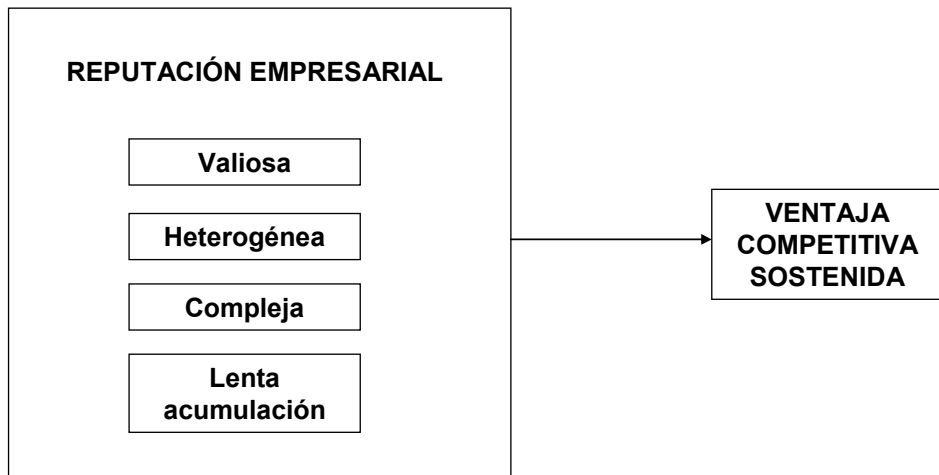 REPUTACIÓN EMPRESARIAL
Valiosa
Heterogénea
Compleja
Lenta
acumulación
VENTAJA
COMPETITIVA
SOSTENIDA